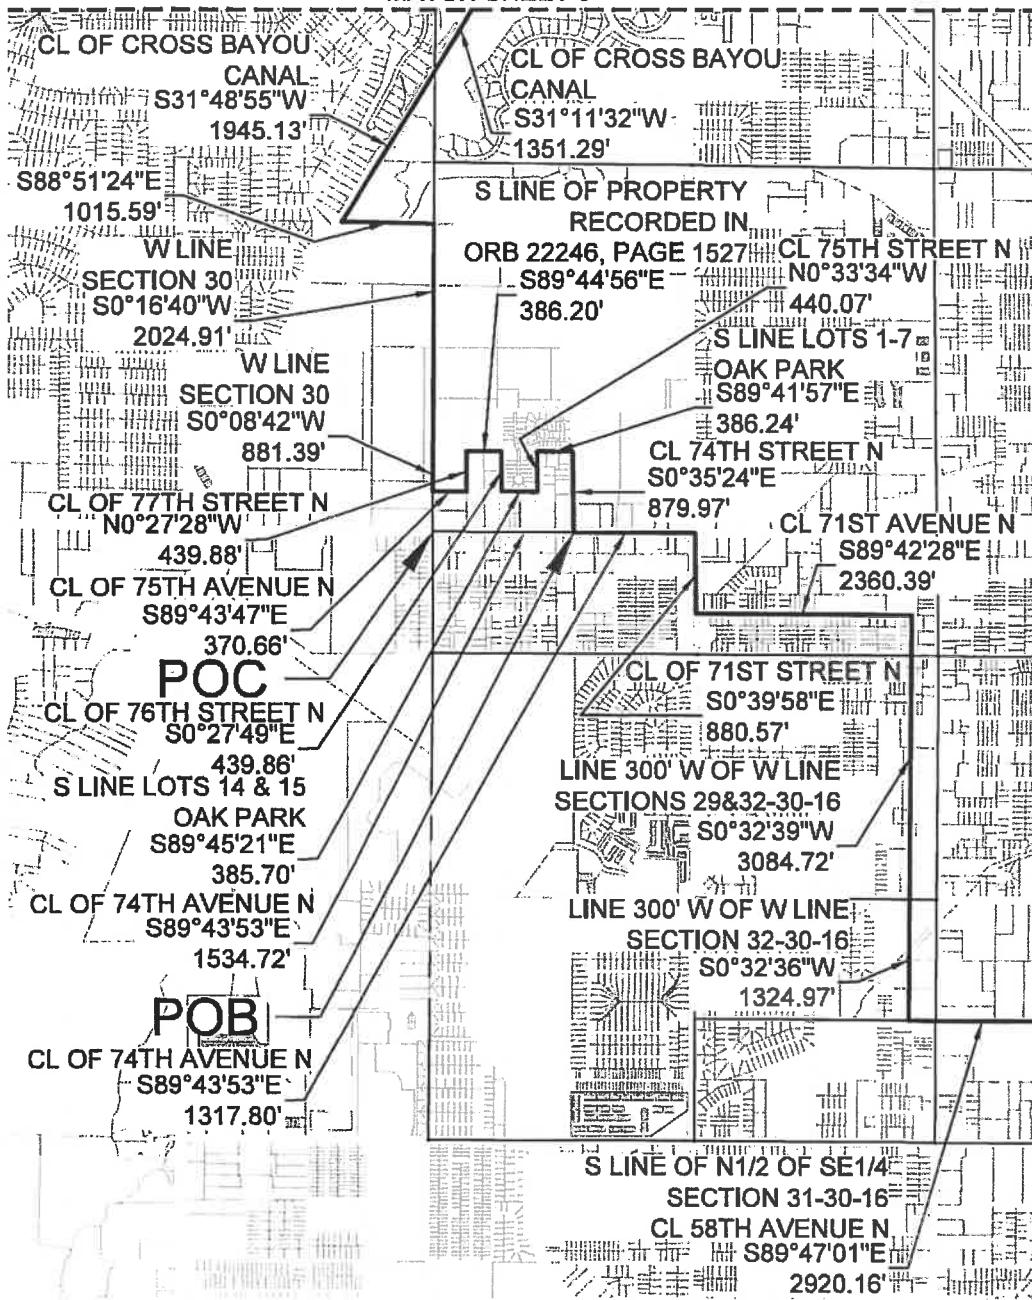 CL OF CROSS BAYOU
CANAL
S31°48'55"W
1945.13'
CL OF CROSS BAYOU
CANAL
S31°11'32"W
1351.29'
S88°51'24"E
1015.59'
S LINE OF PROPERTY
RECORDED IN
ORB 22246, PAGE 1527
S89°44'56"E
386.20'
W LINE
SECTION 30
S0°16'40"W
2024.91'
CL 75TH STREET N
N0°33'34"W
440.07'
S LINE LOTS 1-7
OAK PARK
S89°41'57"E
386.24'
W LINE
SECTION 30
S0°08'42"W
881.39'
CL 74TH STREET N
S0°35'24"E
879.97'
CL OF 77TH STREET N
N0°27'28"W
439.88'
CL 71ST AVENUE N
S89°42'28"E
2360.39'
CL OF 75TH AVENUE N
S89°43'47"E
370.66'
POC
CL OF 76TH STREET N
S0°27'49"E
439.86'
CL OF 71ST STREET N
S0°39'58"E
880.57'
S LINE LOTS 14 & 15
OAK PARK
S89°45'21"E
385.70'
LINE 300' W OF W LINE
SECTIONS 29&32-30-16
S0°32'39"W
3084.72'
CL OF 74TH AVENUE N
S89°43'53"E
1534.72'
LINE 300' W OF W LINE
SECTION 32-30-16
S0°32'36"W
1324.97'
POB
CL OF 74TH AVENUE N
S89°43'53"E
1317.80'
S LINE OF N1/2 OF SE1/4
SECTION 31-30-16
CL 58TH AVENUE N
S89°47'01"E
2920.16'